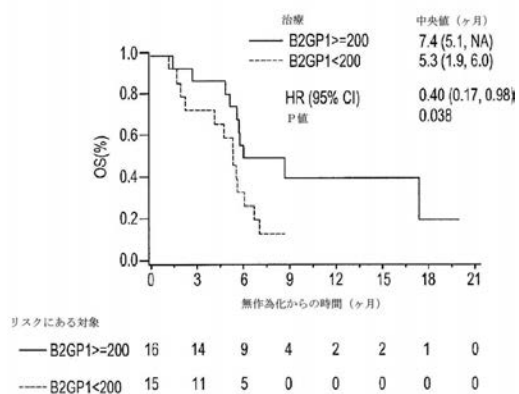 治療 中央値 (ヶ月)
B2GP1>=200 7.4 (5.1, NA)
B2GP1<200 5.3 (1.9, 6.0)
HR (95% CI) 0.40 (0.17, 0.98)
P値 0.038
OS(%)
1.0
0.8
0.6
0.4
0.2
0.0
0 3 6 9 12 15 18 21
無作為化からの時間 (ヶ月)
リスクにある対象
B2GP1>=200 16 14 9 4 2 2 1 0
B2GP1<200 15 11 5 0 0 0 0 0